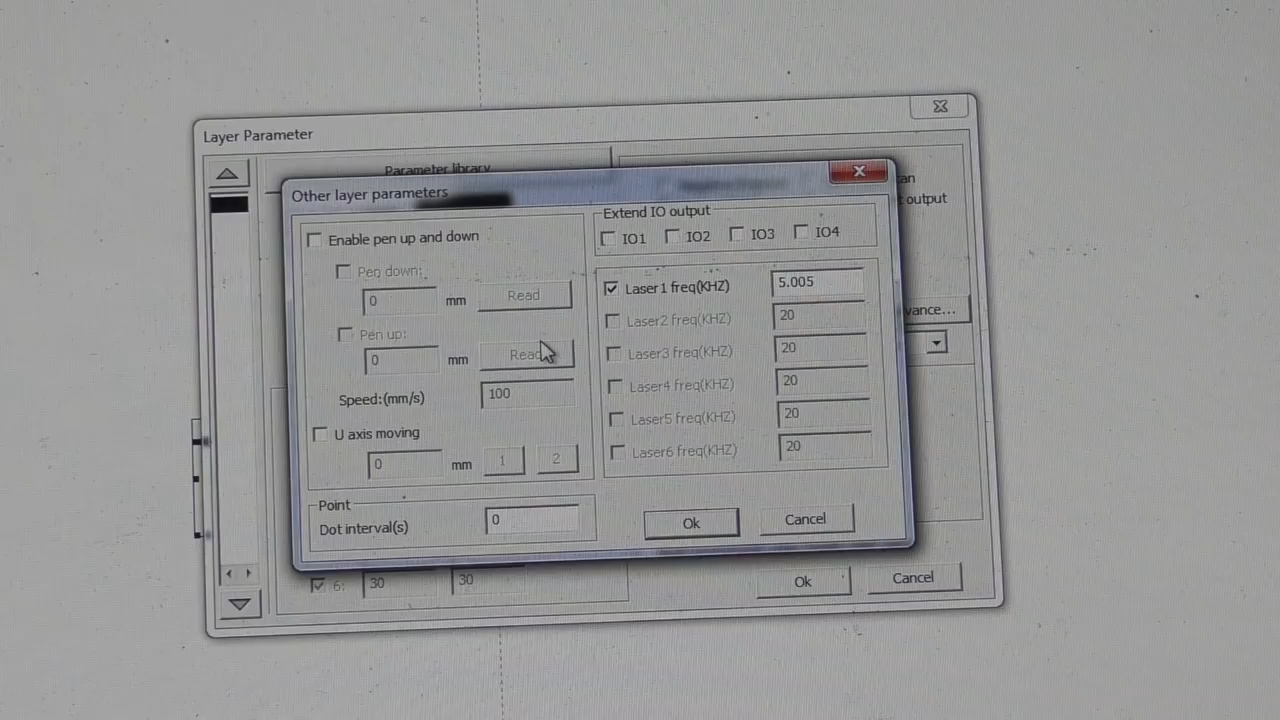 Layer Parameter
Parameter library
Other layer parameters
Enable pen up and down
Pen down:
0 mm Read
Pen up:
0 mm Read
Speed:(mm/s) 100
U axis moving
0 mm 1 2
Point
Dot interval(s) 0
Extend IO output
IO1 IO2 IO3 IO4
Laser1 freq(KHZ) 5.005
Laser2 freq(KHZ) 20
Laser3 freq(KHZ) 20
Laser4 freq(KHZ) 20
Laser5 freq(KHZ) 20
Laser6 freq(KHZ) 20
Ok Cancel
output
6: 30 30
Ok Cancel